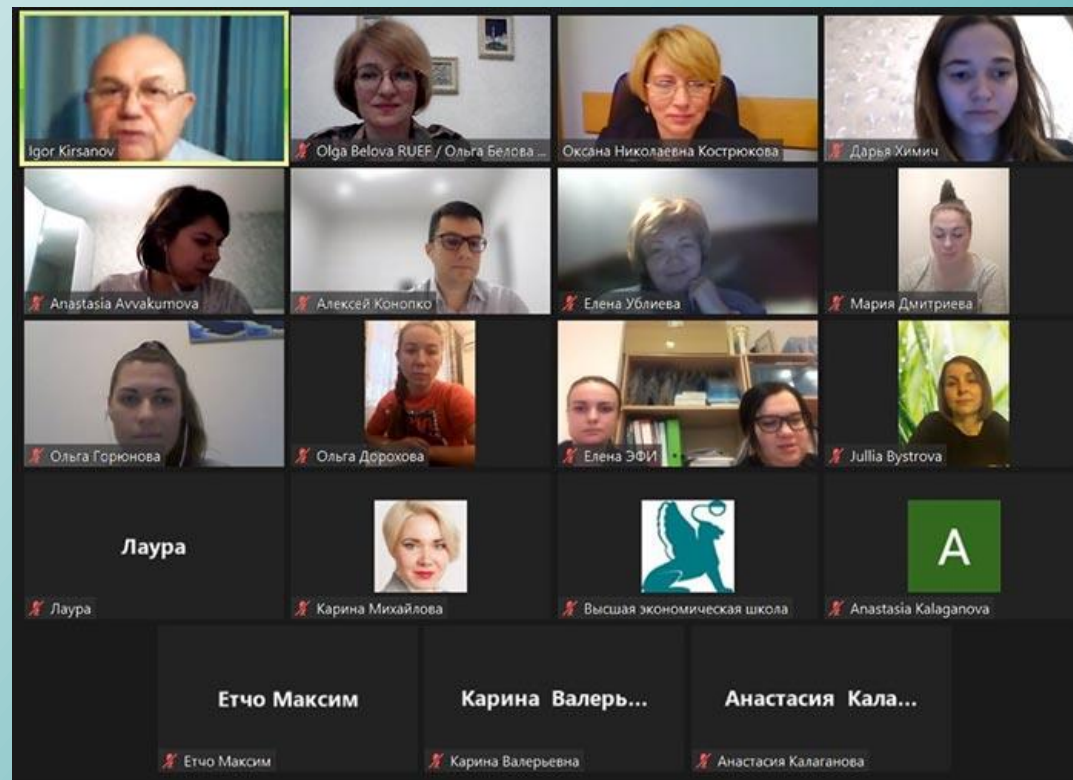 Igor Kirsanov
Olga Belova RUEF / Ольга Белова ...
Оксана Николаевна Кострюкова
Дарья Химич
Anastasia Avvakumova
Алексей Конопко
Елена Ублиева
Мария Дмитриева
Ольга Горюнова
Ольга Дорохова
Елена ЭФИ
Jullia Bystrova
Лаура
Лаура
Карина Михайлова
Высшая экономическая школа
A
Anastasia Kalaganova
Етчо Максим
Карина Валерь...
Анастасия Кала...
Етчо Максим
Карина Валерьевна
Анастасия Калаганова